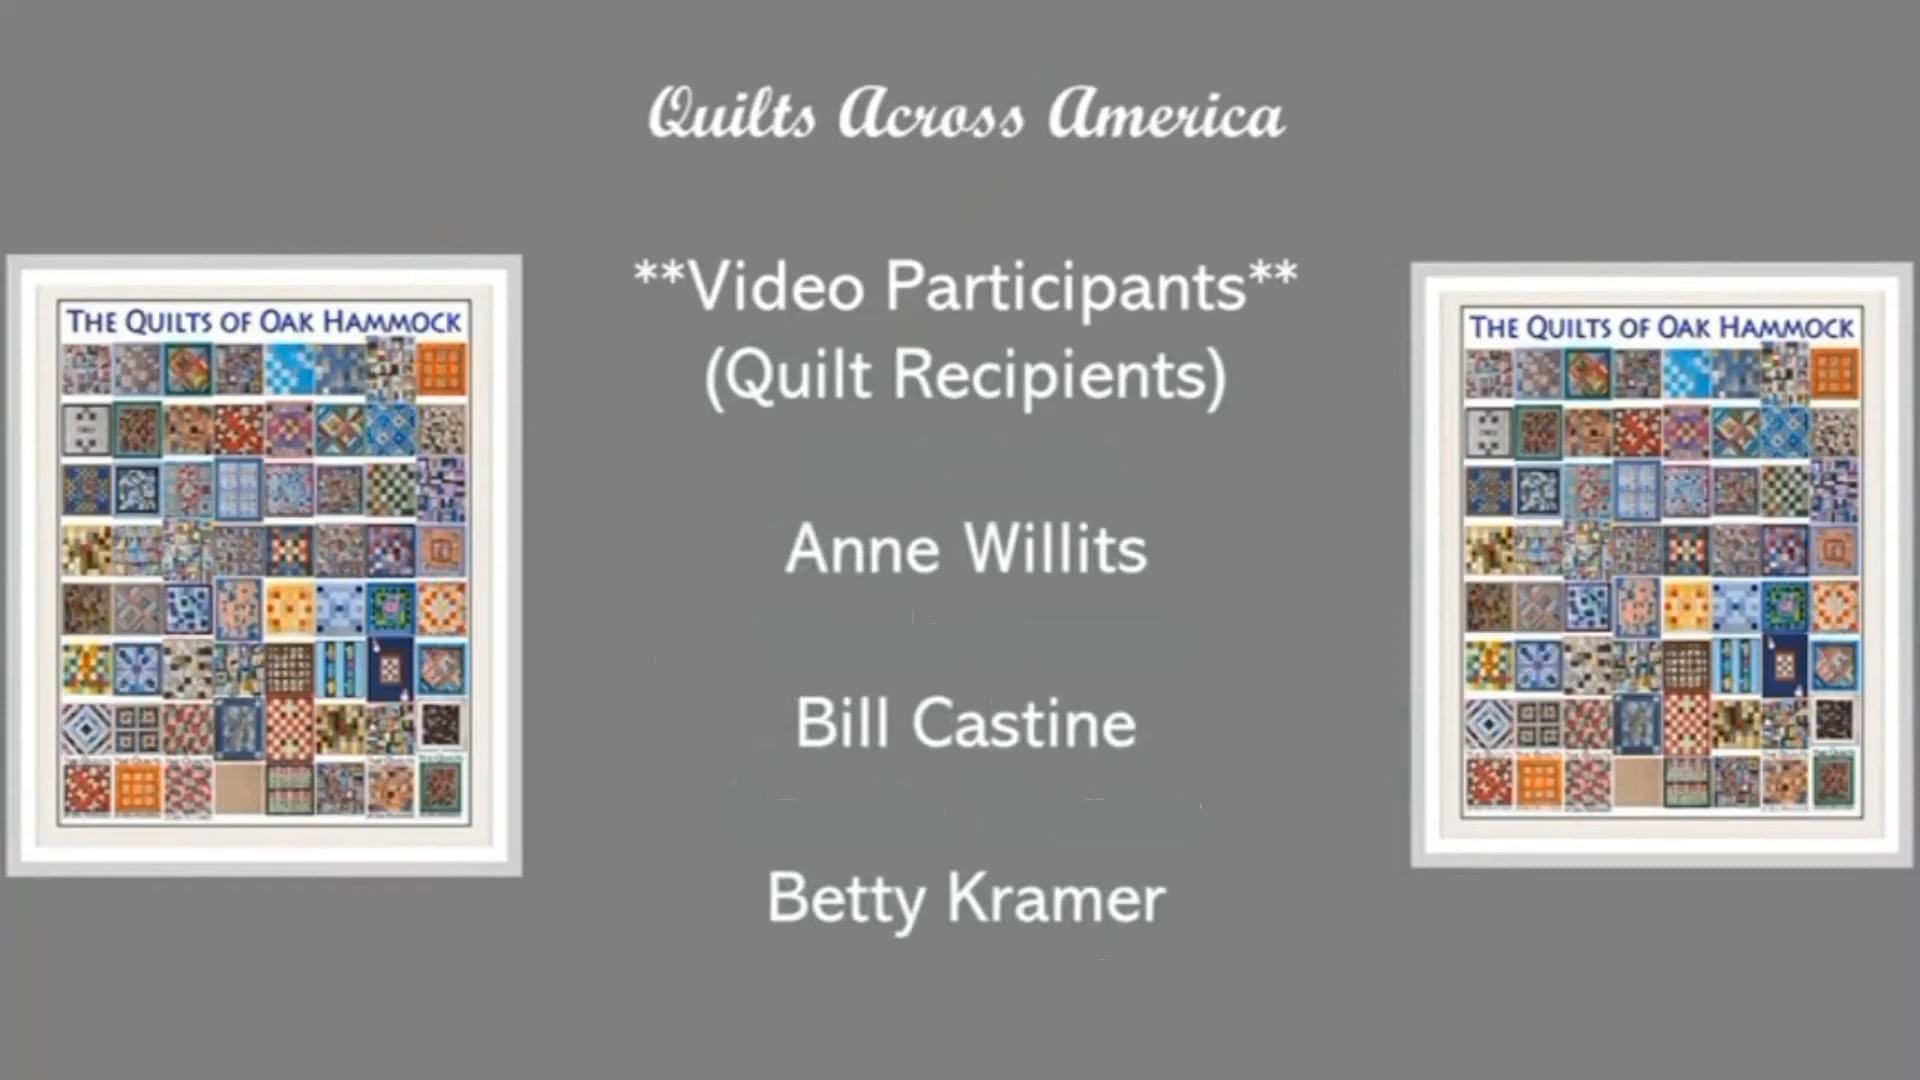 Quilts Across America
**Video Participants**
(Quilt Recipients)
Anne Willits
Bill Castine
Betty Kramer
THE QUILTS OF OAK HAMMOCK
THE QUILTS OF OAK HAMMOCK